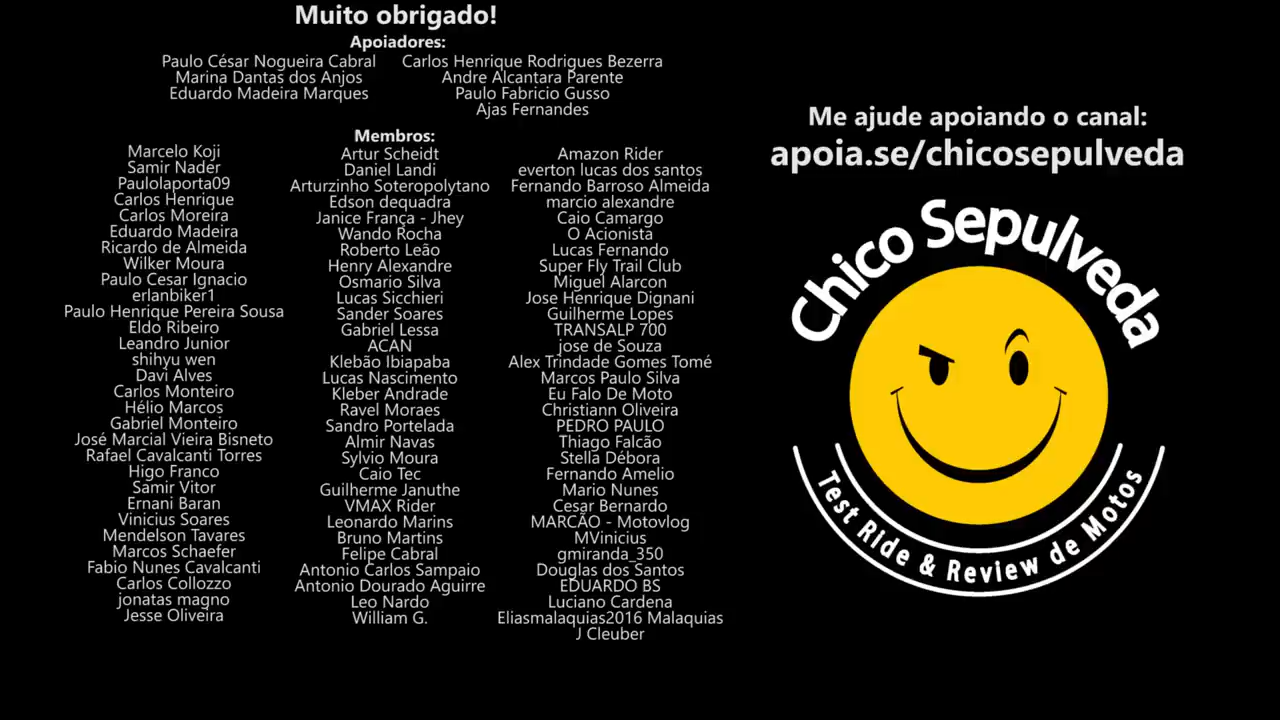 Muito obrigado!
Apoiadores:
Paulo César Nogueira Cabral
Marina Dantas dos Anjos
Eduardo Madeira Marques
Carlos Henrique Rodrigues Bezerra
Andre Alcantara Parente
Paulo Fabricio Gusso
Ajas Fernandes
Membros:
Marcelo Koji
Samir Nader
Paulolaporta09
Carlos Henrique
Carlos Moreira
Eduardo Madeira
Ricardo de Almeida
Wilker Moura
Paulo Cesar Ignacio
erlanbiker1
Paulo Henrique Pereira Sousa
Eldo Ribeiro
Leandro Junior
shihyu wen
Davi Alves
Carlos Monteiro
Hélio Marcos
Gabriel Monteiro
José Marcial Vieira Bisneto
Rafael Cavalcanti Torres
Higo Franco
Samir Vitor
Ernani Baran
Vinicius Soares
Mendelson Tavares
Marcos Schaefer
Fabio Nunes Cavalcanti
Carlos Collozzo
jonatas magno
Jesse Oliveira
Artur Scheidt
Daniel Landi
Arturzinho Soteropolytano
Edson dequadra
Janice França - Jhey
Wando Rocha
Roberto Leão
Henry Alexandre
Osmario Silva
Lucas Sicchieri
Sander Soares
Gabriel Lessa
ACAN
Klebão Ibiapaba
Lucas Nascimento
Kleber Andrade
Ravel Moraes
Sandro Portelada
Almir Navas
Sylvio Moura
Caio Tec
Guilherme Januthe
VMAX Rider
Leonardo Marins
Bruno Martins
Felipe Cabral
Antonio Carlos Sampaio
Antonio Dourado Aguirre
Leo Nardo
William G.
Amazon Rider
everton lucas dos santos
Fernando Barroso Almeida
marcio alexandre
Caio Camargo
O Acionista
Lucas Fernando
Super Fly Trail Club
Miguel Alarcon
Jose Henrique Dignani
Guilherme Lopes
TRANSALP 700
jose de Souza
Alex Trindade Gomes Tomé
Marcos Paulo Silva
Eu Falo De Moto
Christiann Oliveira
PEDRO PAULO
Thiago Falcão
Stella Débora
Fernando Amelio
Mario Nunes
Cesar Bernardo
MARCÃO - Motovlog
MVinicius
gmiranda_350
Douglas dos Santos
EDUARDO BS
Luciano Cardena
Eliasmalaquias2016 Malaquias
J Cleuber
Me ajude apoiando o canal:
apoia.se/chicosepulveda
Chico Sepulveda
Test Ride & Review de Motos